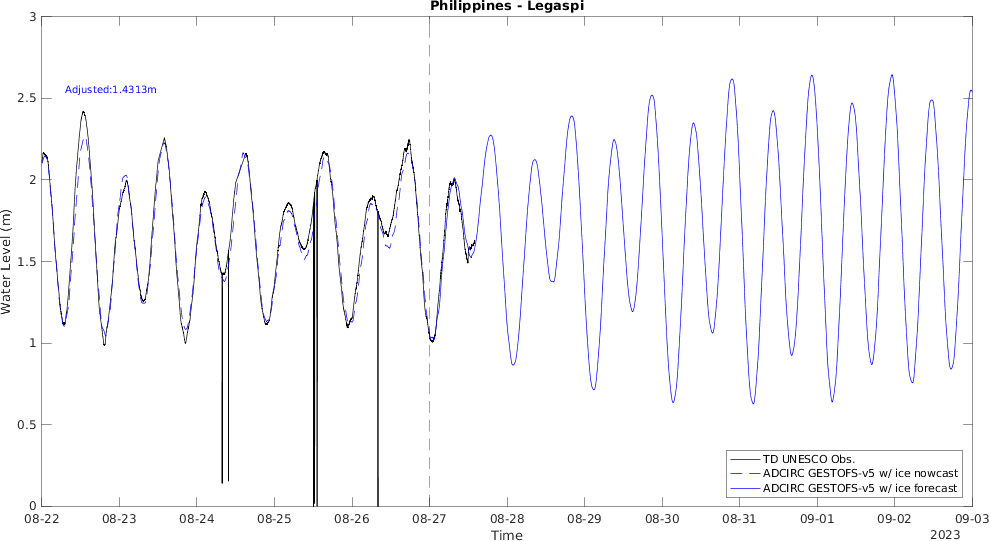 Philippines - Legaspi
3
2.5
2
1.5
1
0.5
0
Water Level (m)
Adjusted:1.4313m
TD UNESCO Obs.
ADCIRC GESTOFS-v5 w/ ice nowcast
ADCIRC GESTOFS-v5 w/ ice forecast
08-22 08-23 08-24 08-25 08-26 08-27 08-28 08-29 08-30 08-31 09-01 09-02 09-03
Time
2023